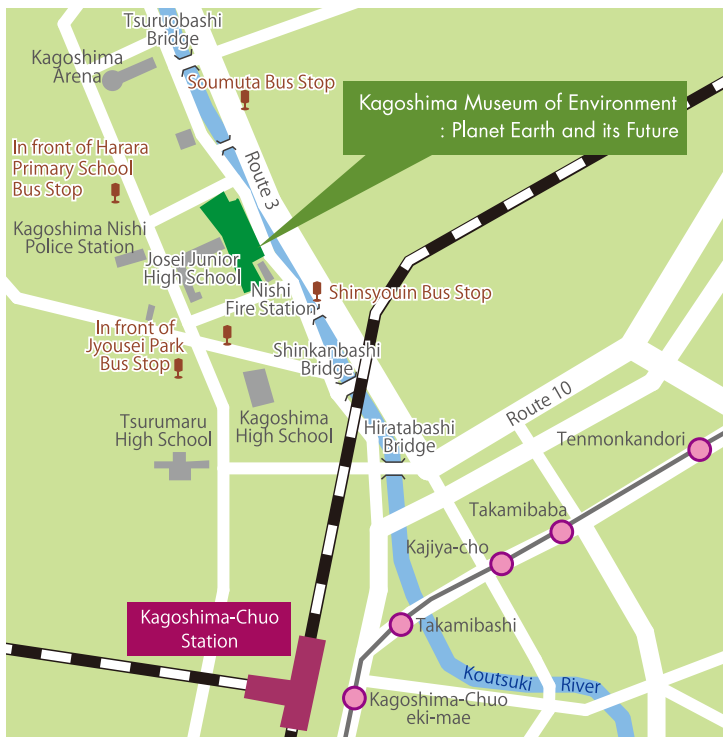 Tsuruobashi
Bridge
Kagoshima
Arena
Soumuta Bus Stop
Kagoshima Museum of Environment
: Planet Earth and its Future
In front of Harara
Primary School
Bus Stop
Route 3
Kagoshima Nishi
Police Station
Josei Junior
High School
Nishi
Fire Station
Shinsyouin Bus Stop
In front of
Jyousei Park
Bus Stop
Shinkanbashi
Bridge
Route 10
Tsurumaru
High School
Kagoshima
High School
Hiratabashi
Bridge
Tenmonkandori
Takamibaba
Kajiya-cho
Kagoshima-Chuo
Station
Takamibashi
Koutsuki River
Kagoshima-Chuo
eki-mae